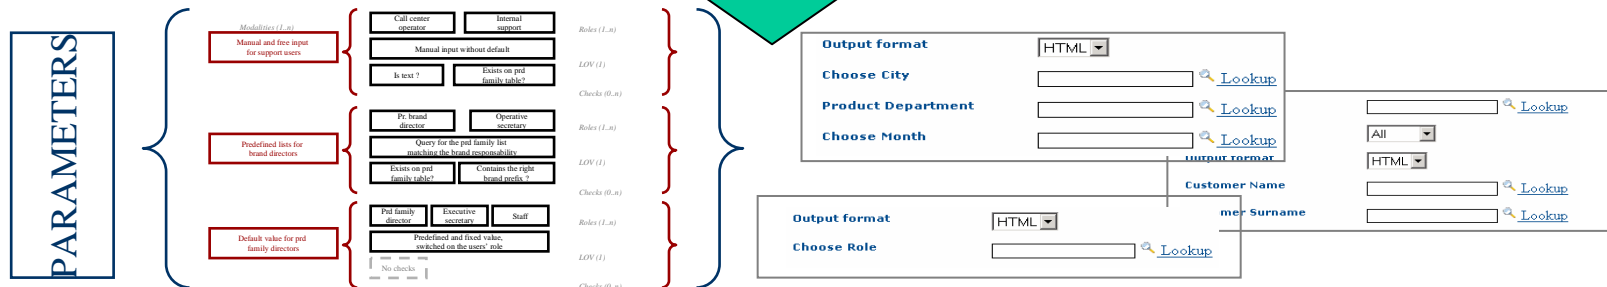 PARAMETERS
Modalities (1..n)
Manual and free input
for support users
Call center
operator
Internal
support
Roles (1..n)
Manual input without default
LOV (1)
Is text ?
Exists on prd
family table?
Checks (0..n)
Predefined lists for
brand directors
Pr. brand
director
Operative
secretary
Roles (1..n)
Query for the prd family list
matching the brand responsability
LOV (1)
Exists on prd
family table?
Contains the right
brand prefix ?
Checks (0..n)
Default value for prd
family directors
Prd family
director
Executive
secretary
Staff
Roles (1..n)
Predefined and fixed value,
switched on the users' role
LOV (1)
No checks
Checks (0..n)
Output format
HTML
Choose City
Lookup
Product Department
Lookup
Choose Month
Lookup
Lookup
All
Output format
HTML
Customer Name
Lookup
mer Surname
Lookup
Output format
HTML
Choose Role
Lookup